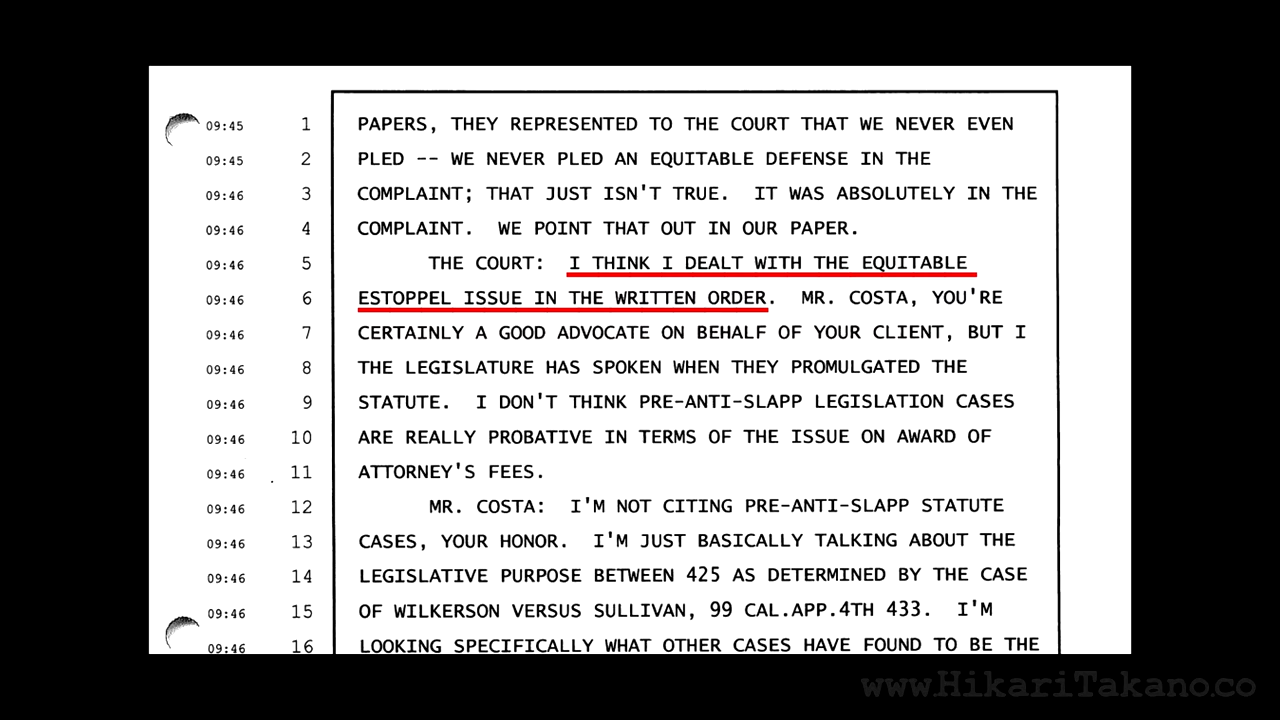 09:45 1 PAPERS, THEY REPRESENTED TO THE COURT THAT WE NEVER EVEN
09:45 2 PLED -- WE NEVER PLED AN EQUITABLE DEFENSE IN THE
09:46 3 COMPLAINT; THAT JUST ISN'T TRUE. IT WAS ABSOLUTELY IN THE
09:46 4 COMPLAINT. WE POINT THAT OUT IN OUR PAPER.
09:46 5 THE COURT: I THINK I DEALT WITH THE EQUITABLE
09:46 6 ESTOPPEL ISSUE IN THE WRITTEN ORDER. MR. COSTA, YOU'RE
09:46 7 CERTAINLY A GOOD ADVOCATE ON BEHALF OF YOUR CLIENT, BUT I
09:46 8 THE LEGISLATURE HAS SPOKEN WHEN THEY PROMULGATED THE
09:46 9 STATUTE. I DON'T THINK PRE-ANTI-SLAPP LEGISLATION CASES
09:46 10 ARE REALLY PROBATIVE IN TERMS OF THE ISSUE ON AWARD OF
09:46 11 ATTORNEY'S FEES.
09:46 12 MR. COSTA: I'M NOT CITING PRE-ANTI-SLAPP STATUTE
09:46 13 CASES, YOUR HONOR. I'M JUST BASICALLY TALKING ABOUT THE
09:46 14 LEGISLATIVE PURPOSE BETWEEN 425 AS DETERMINED BY THE CASE
09:46 15 OF WILKERSON VERSUS SULLIVAN, 99 CAL.APP.4TH 433. I'M
09:46 16 LOOKING SPECIFICALLY WHAT OTHER CASES HAVE FOUND TO BE THE
www.HikariTakano.co